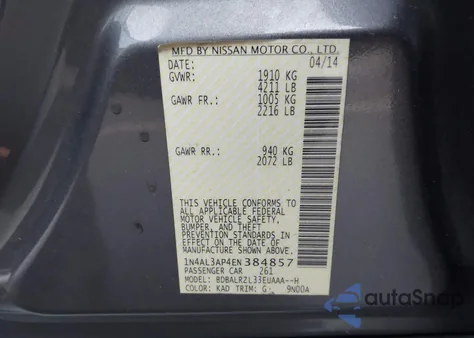 MFD BY NISSAN MOTOR CO., LTD.
DATE: 04/14
GVWR: 1910 KG
4211 LB
GAWR FR.: 1005 KG
2216 LB
GAWR RR.: 940 KG
2072 LB
THIS VEHICLE CONFORMS TO
ALL APPLICABLE FEDERAL
MOTOR VEHICLE SAFETY,
BUMPER, AND THEFT
PREVENTION STANDARDS IN
EFFECT ON THE DATE OF
MANUFACTURE SHOWN ABOVE.
1N4AL3AP4EN384857
PASSENGER CAR 261
MODEL: BDBALRZL33EUAAA--H
COLOR: KAD TRIM: G 9N00A
AutaSnap